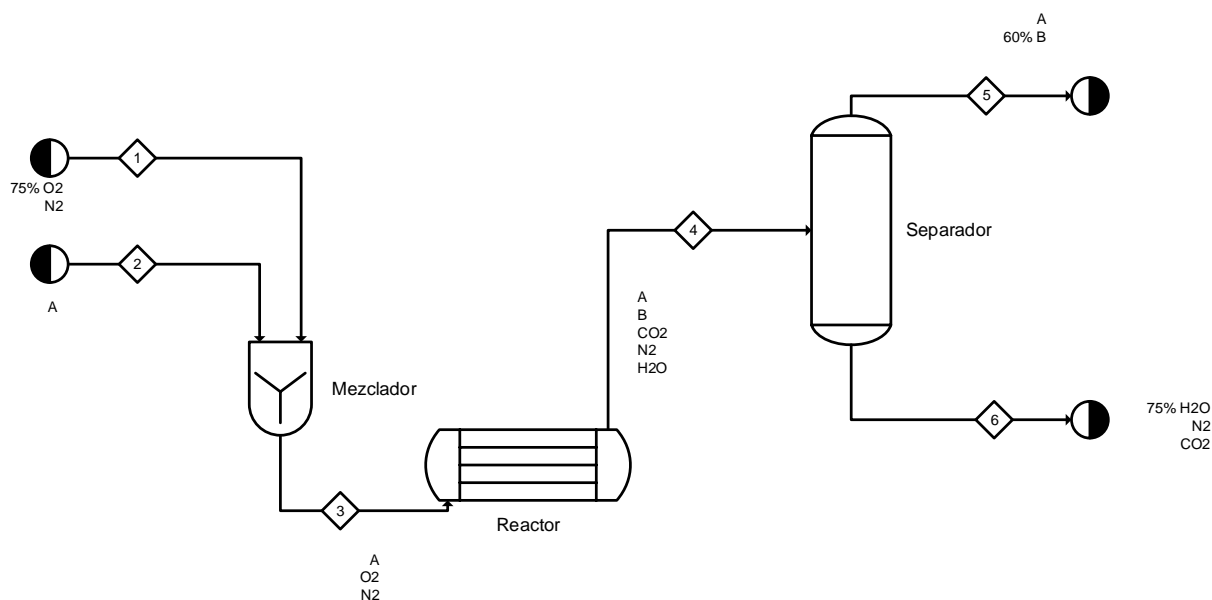 A
60% B
5
1
75% O2
N2
2
A
4
Separador
A
B
CO2
N2
H2O
Mezclador
6
75% H2O
N2
CO2
3
Reactor
A
O2
N2